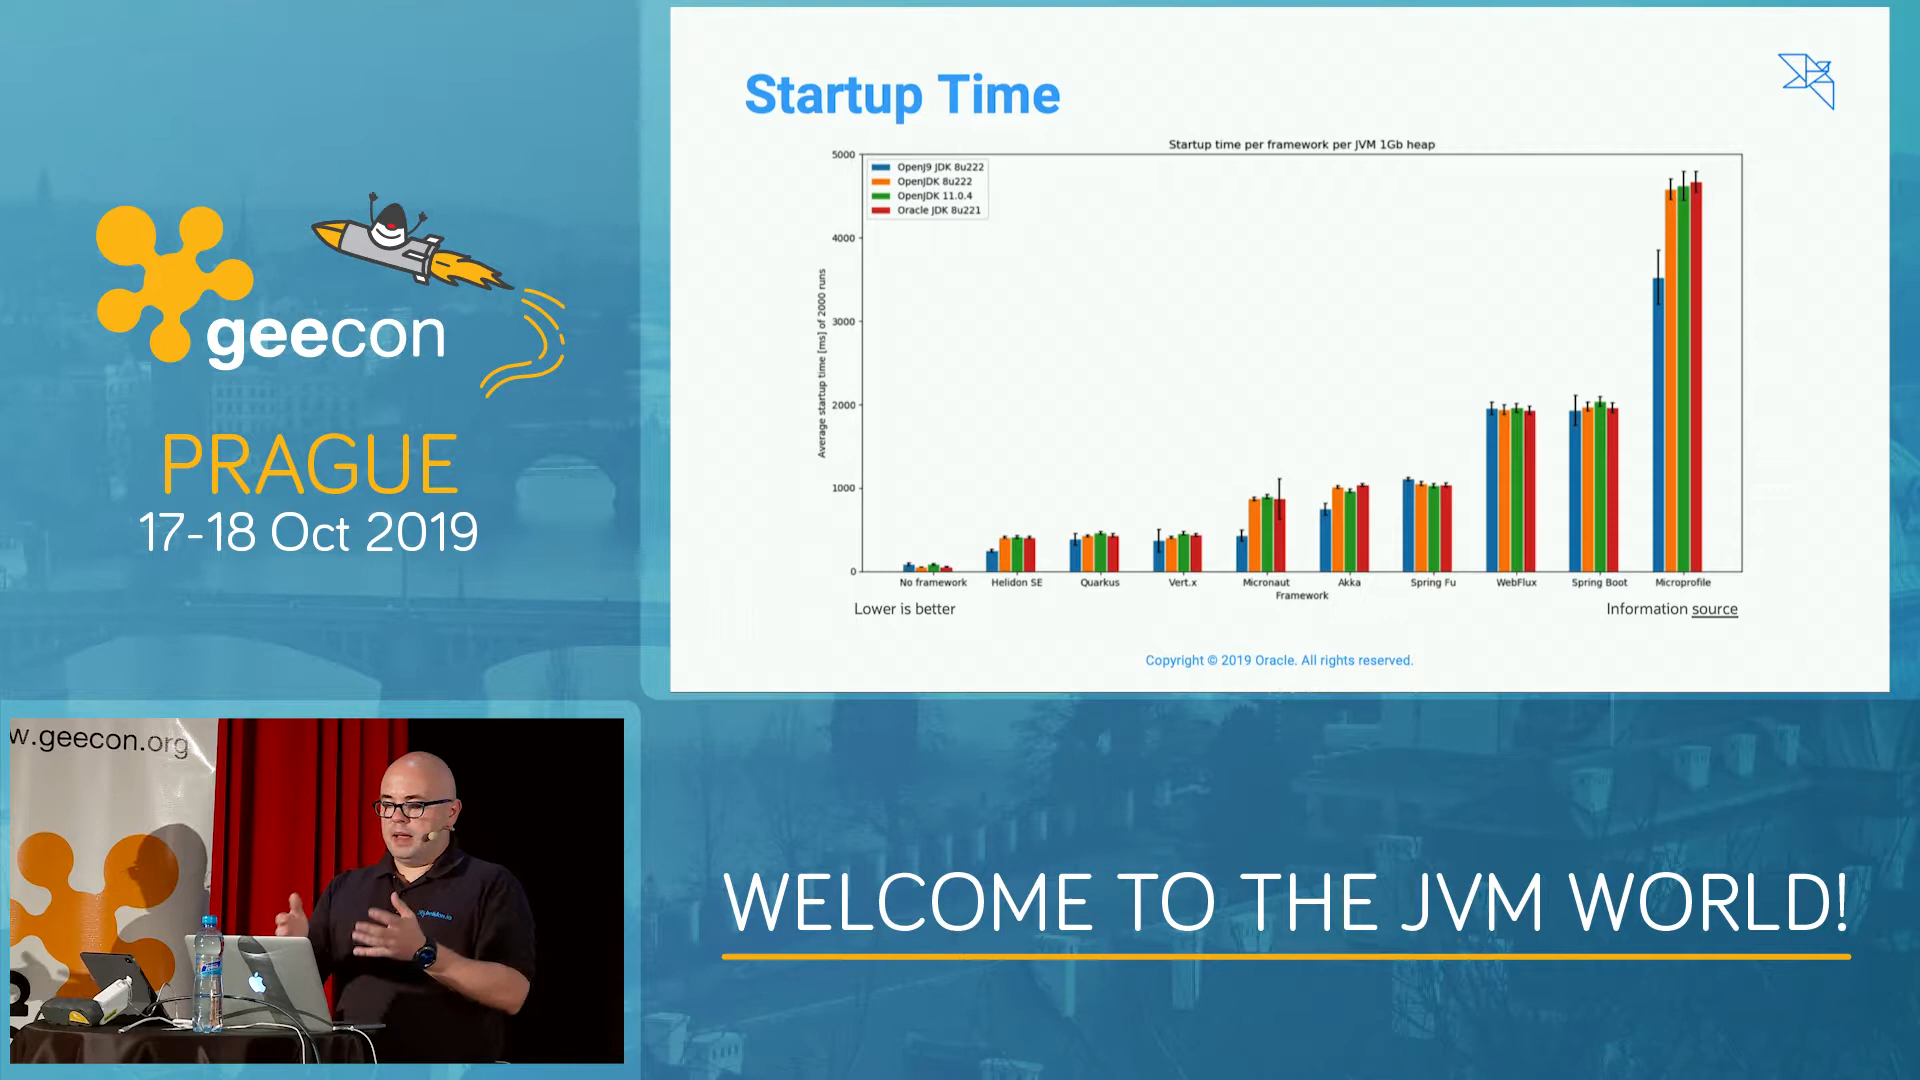 geecon
PRAGUE
17-18 Oct 2019
Startup Time
Startup time per framework per JVM 1Gb heap
OpenJ9 JDK 8u222
OpenJDK 8u222
OpenJDK 11.0.4
Oracle JDK 8u221
Average startup time [ms] of 2000 runs
5000
4000
3000
2000
1000
0
No framework Helidon SE Quarkus Vert.x Micronaut Akka Spring Fu WebFlux Spring Boot Microprofile
Framework
Lower is better
Information source
Copyright © 2019 Oracle. All rights reserved.
w.geecon.org
helidon.io
WELCOME TO THE JVM WORLD!